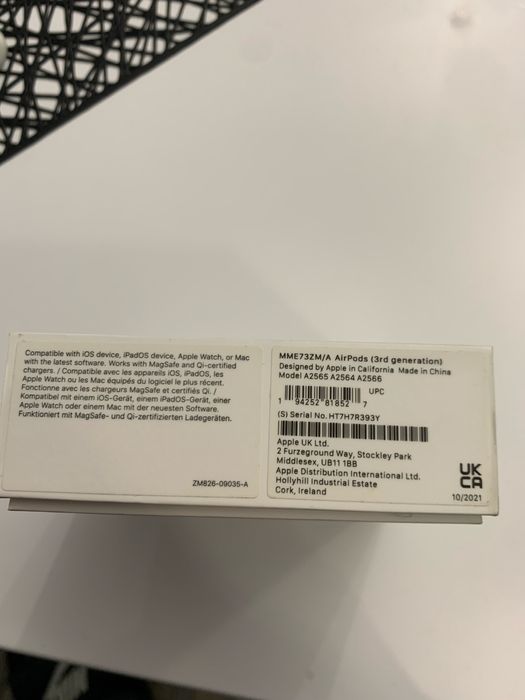 Compatible with iOS device, iPadOS device, Apple Watch, or Mac
with the latest software. Works with MagSafe and Qi-certified
chargers. / Compatible avec les appareils iOS, iPadOS, les
Apple Watch ou les Mac équipés du logiciel le plus récent.
Fonctionne avec les chargeurs MagSafe et certifiés Qi. /
Kompatibel mit einem iOS-Gerät, einem iPadOS-Gerät, einer
Apple Watch oder einem Mac mit der neuesten Software.
Funktioniert mit MagSafe- und Qi-zertifizierten Ladegeräten.
ZM826-09035-A
MME73ZM/A AirPods (3rd generation)
Designed by Apple in California Made in China
Model A2565 A2564 A2566
UPC
1 94252 81852 7
(S) Serial No. HT7H7R393Y
Apple UK Ltd.
2 Furzeground Way, Stockley Park
Middlesex, UB11 1BB
Apple Distribution International Ltd.
Hollyhill Industrial Estate
Cork, Ireland
UK
CA
10/2021